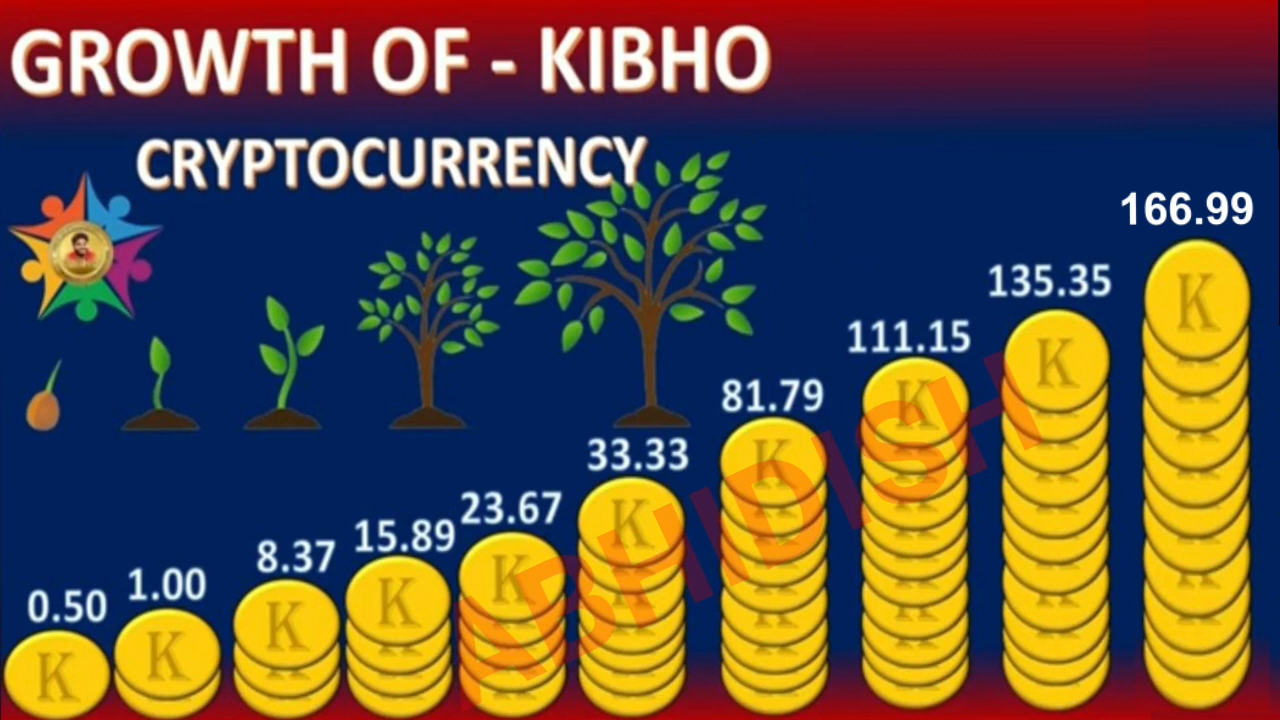 GROWTH OF - KIBHO
CRYPTOCURRENCY
0.50
1.00
8.37
15.89
23.67
33.33
81.79
111.15
135.35
166.99
K
K
K
K
K
K
K
K
K
K
ABHIDISH